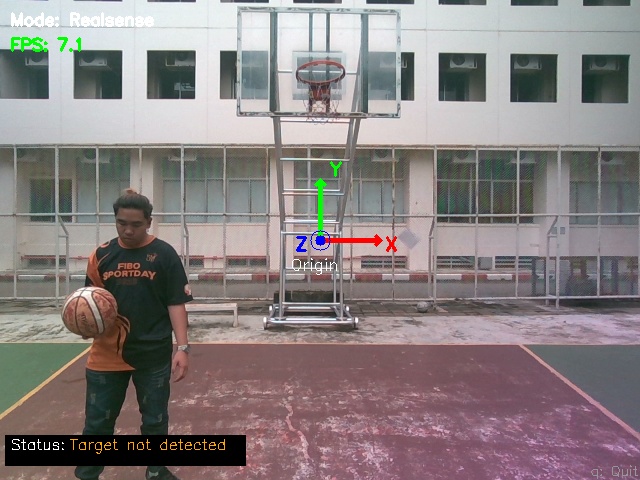 Mode: Realsense
FPS: 7.1
Y
Z
X
Origin
FIBO
SPORTDAY
Status: Target not detected
q: Quit